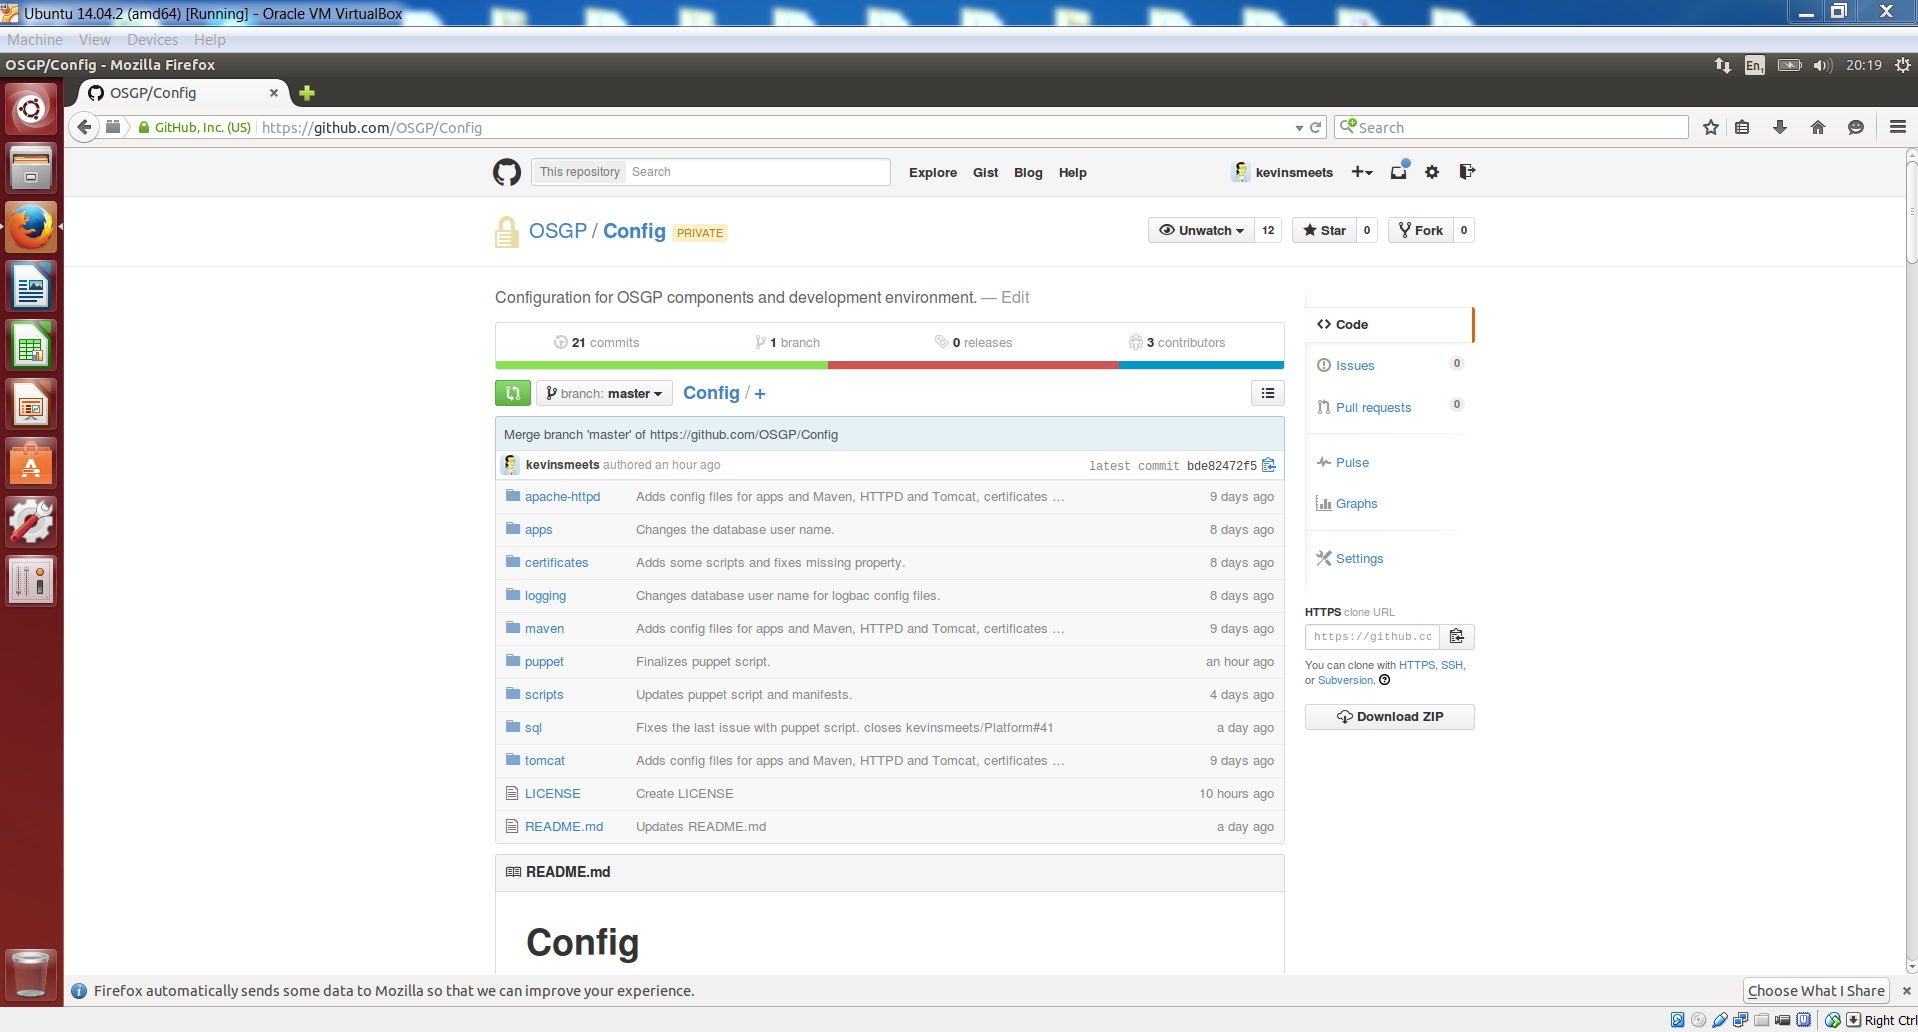 Ubuntu 14.04.2 (amd64) [Running] - Oracle VM VirtualBox
Machine View Devices Help
OSGP/Config - Mozilla Firefox
En1 20:19
OSGP/Config
GitHub, Inc. (US) https://github.com/OSGP/Config Search
This repository Search Explore Gist Blog Help kevinsmeets
OSGP / Config PRIVATE Unwatch 12 Star 0 Fork 0
Configuration for OSGP components and development environment. — Edit
21 commits 1 branch 0 releases 3 contributors
branch: master Config / +
Merge branch 'master' of https://github.com/OSGP/Config
kevinsmeets authored an hour ago latest commit bde82472f5
apache-httpd Adds config files for apps and Maven, HTTPD and Tomcat, certificates … 9 days ago
apps Changes the database user name. 8 days ago
certificates Adds some scripts and fixes missing property. 8 days ago
logging Changes database user name for logbac config files. 8 days ago
maven Adds config files for apps and Maven, HTTPD and Tomcat, certificates … 9 days ago
puppet Finalizes puppet script. an hour ago
scripts Updates puppet script and manifests. 4 days ago
sql Fixes the last issue with puppet script. closes kevinsmeets/Platform#41 a day ago
tomcat Adds config files for apps and Maven, HTTPD and Tomcat, certificates … 9 days ago
LICENSE Create LICENSE 10 hours ago
README.md Updates README.md a day ago
README.md
Config
Code
Issues 0
Pull requests 0
Pulse
Graphs
Settings
HTTPS clone URL
https://github.cc
You can clone with HTTPS, SSH,
or Subversion.
Download ZIP
Firefox automatically sends some data to Mozilla so that we can improve your experience. Choose What I Share
Right Ctrl